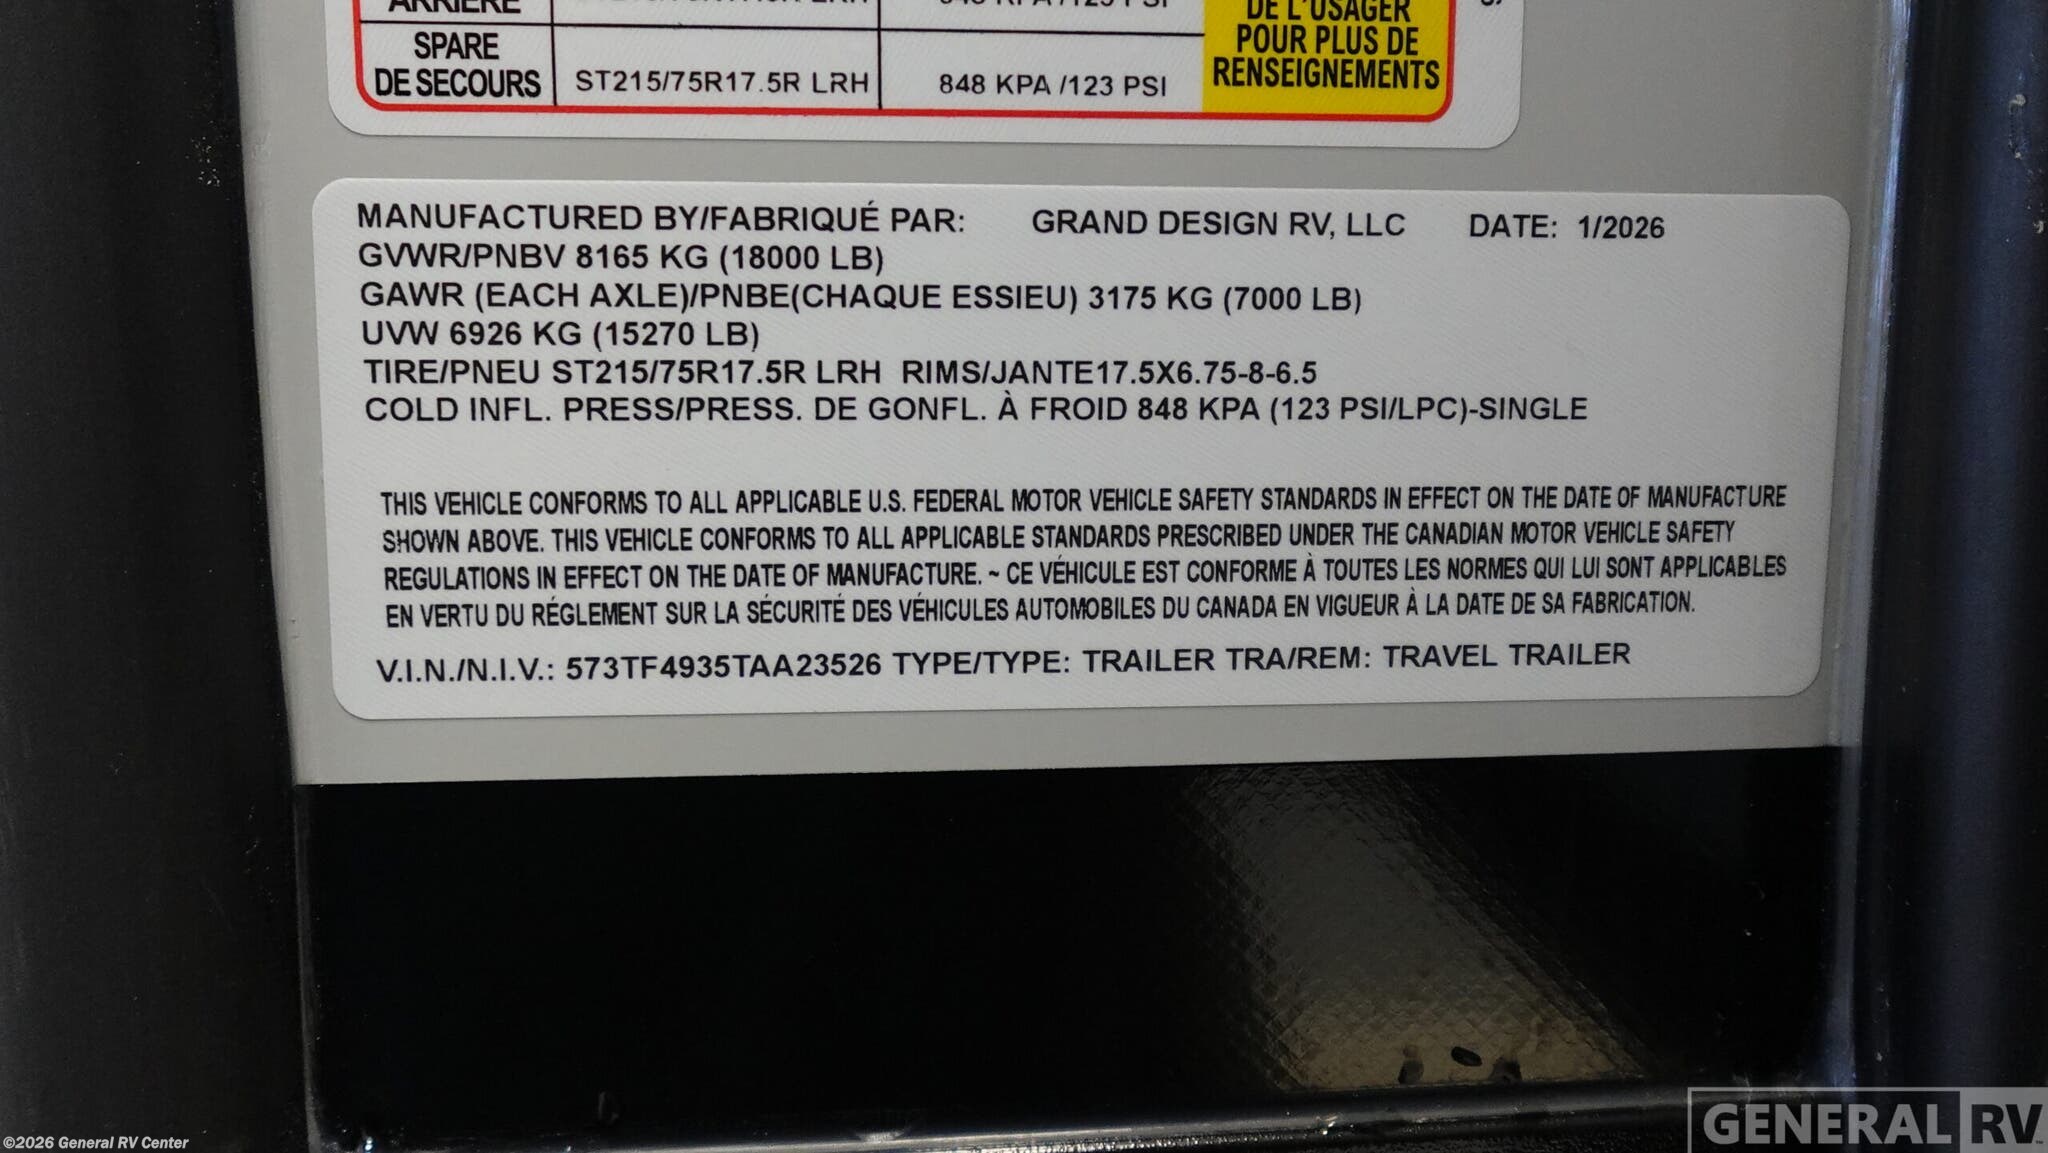 ARRIÈRE
DE L'USAGER
SPARE
DE SECOURS
ST215/75R17.5R LRH
848 KPA /123 PSI
POUR PLUS DE
RENSEIGNEMENTS
MANUFACTURED BY/FABRIQUÉ PAR: GRAND DESIGN RV, LLC DATE: 1/2026
GVWR/PNBV 8165 KG (18000 LB)
GAWR (EACH AXLE)/PNBE(CHAQUE ESSIEU) 3175 KG (7000 LB)
UVW 6926 KG (15270 LB)
TIRE/PNEU ST215/75R17.5R LRH RIMS/JANTE17.5X6.75-8-6.5
COLD INFL. PRESS/PRESS. DE GONFL. À FROID 848 KPA (123 PSI/LPC)-SINGLE
THIS VEHICLE CONFORMS TO ALL APPLICABLE U.S. FEDERAL MOTOR VEHICLE SAFETY STANDARDS IN EFFECT ON THE DATE OF MANUFACTURE
SHOWN ABOVE. THIS VEHICLE CONFORMS TO ALL APPLICABLE STANDARDS PRESCRIBED UNDER THE CANADIAN MOTOR VEHICLE SAFETY
REGULATIONS IN EFFECT ON THE DATE OF MANUFACTURE. ~ CE VÉHICULE EST CONFORME À TOUTES LES NORMES QUI LUI SONT APPLICABLES
EN VERTU DU RÉGLEMENT SUR LA SÉCURITÉ DES VÉHICULES AUTOMOBILES DU CANADA EN VIGUEUR À LA DATE DE SA FABRICATION.
V.I.N./N.I.V.: 573TF4935TAA23526 TYPE/TYPE: TRAILER TRA/REM: TRAVEL TRAILER
©2026 General RV Center
GENERAL RV